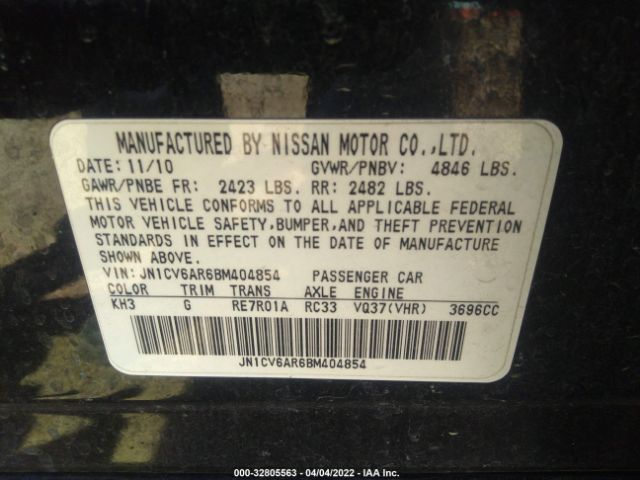 MANUFACTURED BY NISSAN MOTOR CO.,LTD.
DATE: 11/10 GVWR/PNBV: 4846 LBS.
GAWR/PNBE FR: 2423 LBS. RR: 2482 LBS.
THIS VEHICLE CONFORMS TO ALL APPLICABLE FEDERAL
MOTOR VEHICLE SAFETY,BUMPER,AND THEFT PREVENTION
STANDARDS IN EFFECT ON THE DATE OF MANUFACTURE
SHOWN ABOVE.
VIN: JN1CV6AR6BM404854 PASSENGER CAR
COLOR TRIM TRANS AXLE ENGINE
KH3 G RE7R01A RC33 VQ37(VHR) 3696CC
JN1CV6AR6BM404854
000-32805563 - 04/04/2022 - IAA Inc.